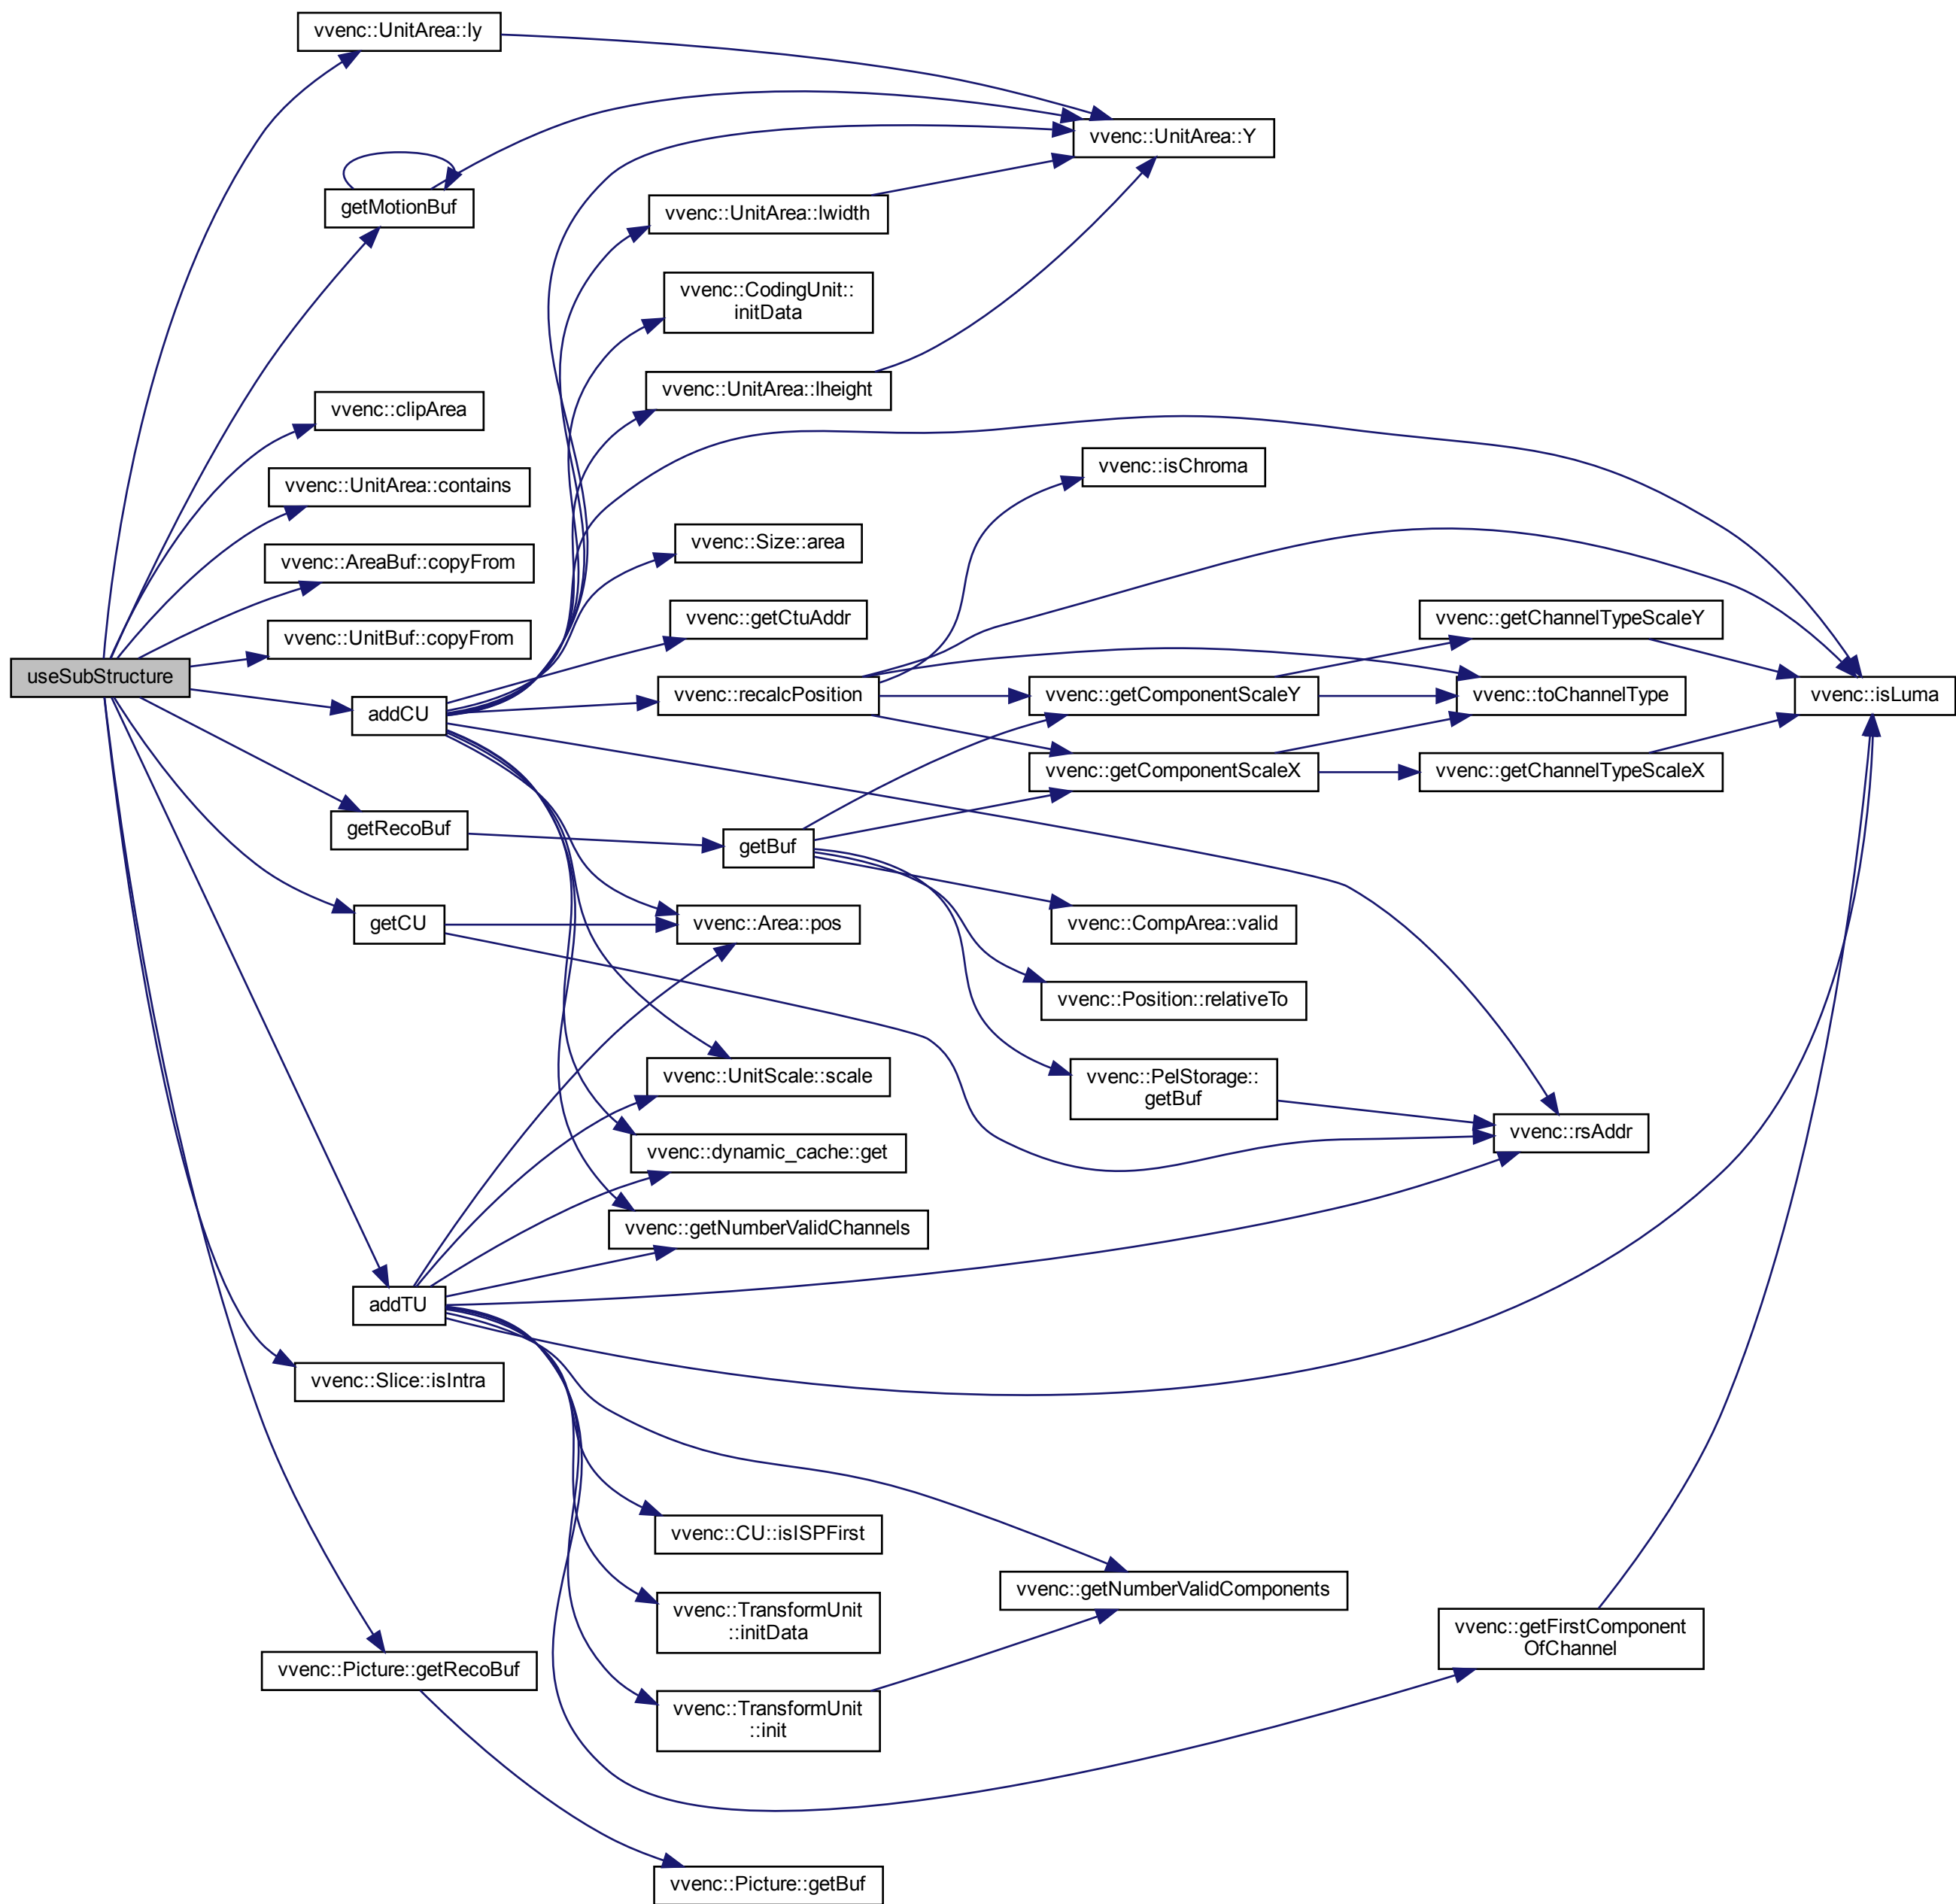 vvenc::UnitArea::ly
vvenc::UnitArea::Y
getMotionBuf
vvenc::UnitArea::lwidth
vvenc::CodingUnit::
initData
vvenc::UnitArea::lheight
vvenc::clipArea
vvenc::isChroma
vvenc::UnitArea::contains
vvenc::Size::area
vvenc::AreaBuf::copyFrom
vvenc::getCtuAddr
vvenc::getChannelTypeScaleY
vvenc::UnitBuf::copyFrom
useSubStructure
addCU
vvenc::recalcPosition
vvenc::getComponentScaleY
vvenc::toChannelType
vvenc::isLuma
vvenc::getComponentScaleX
vvenc::getChannelTypeScaleX
getRecoBuf
getBuf
getCU
vvenc::Area::pos
vvenc::CompArea::valid
vvenc::Position::relativeTo
vvenc::UnitScale::scale
vvenc::PelStorage::
getBuf
vvenc::rsAddr
vvenc::dynamic_cache::get
vvenc::getNumberValidChannels
addTU
vvenc::Slice::isIntra
vvenc::CU::isISPFirst
vvenc::getNumberValidComponents
vvenc::TransformUnit
::initData
vvenc::getFirstComponent
OfChannel
vvenc::Picture::getRecoBuf
vvenc::TransformUnit
::init
vvenc::Picture::getBuf